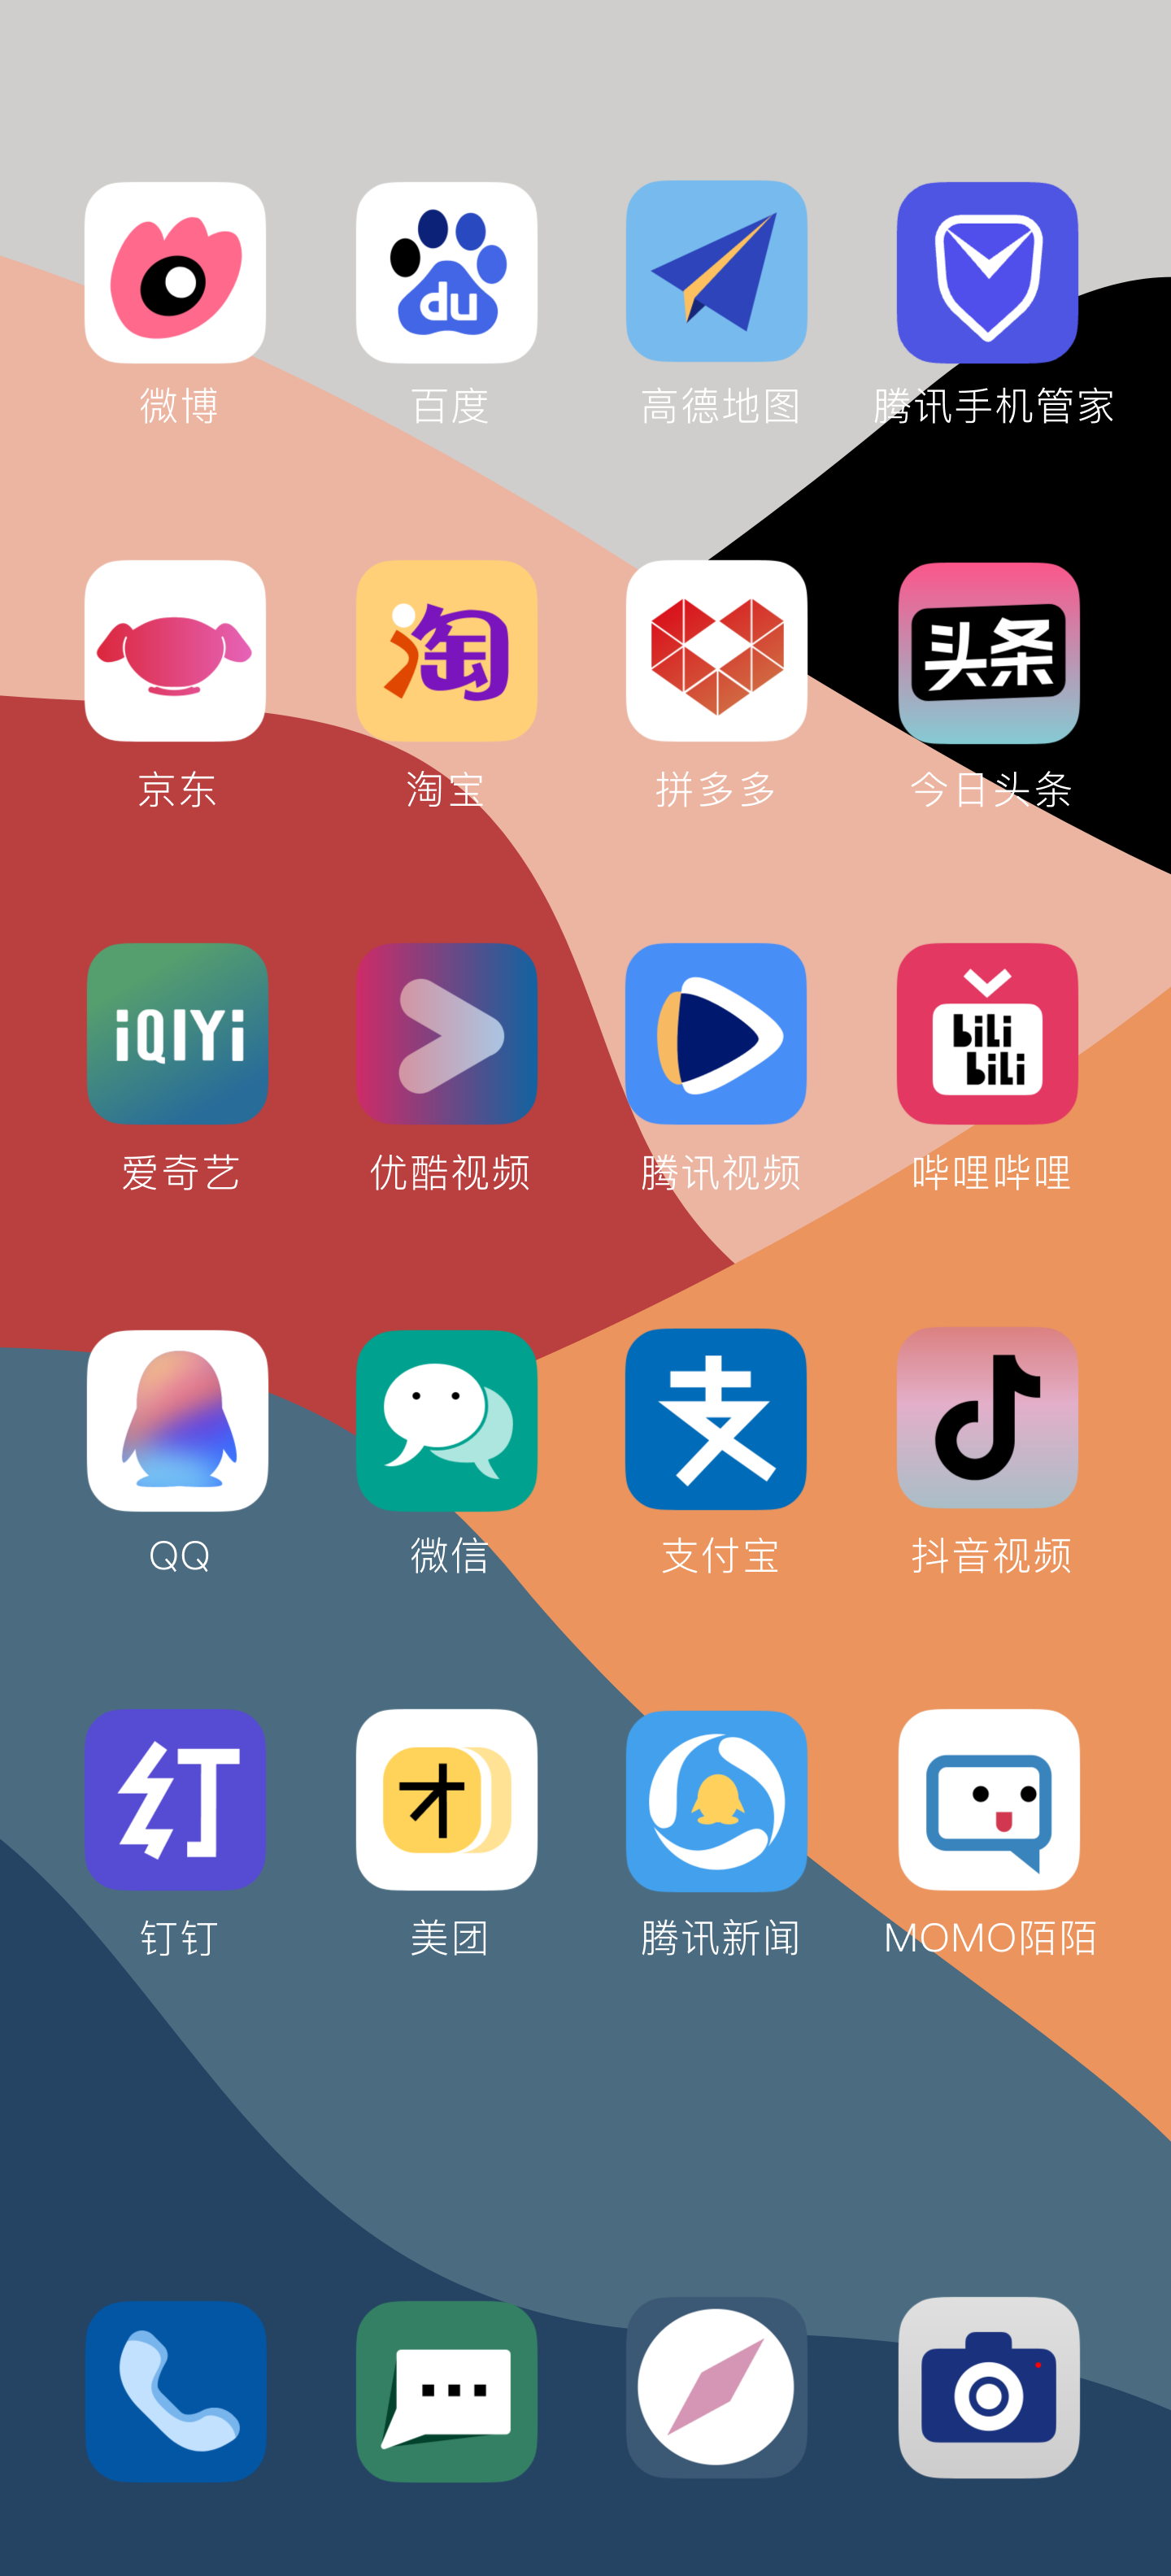 du
微博
百度
高德地图
腾讯手机管家
淘
头条
京东
淘宝
拼多多
今日头条
iQIYi
bili
bili
爱奇艺
优酷视频
腾讯视频
哔哩哔哩
支
QQ
微信
支付宝
抖音视频
钉钉
美团
腾讯新闻
MOMO陌陌